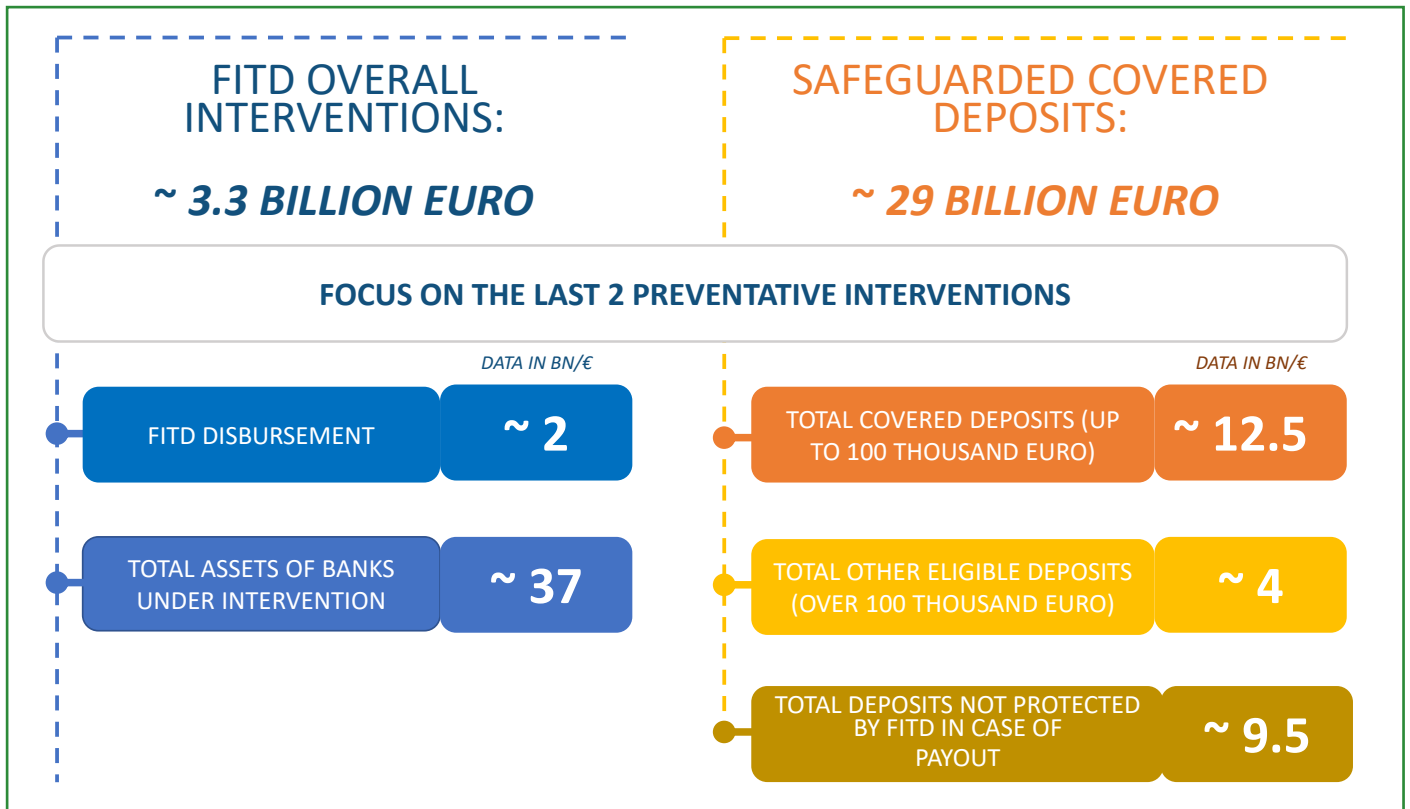 FITD OVERALL
INTERVENTIONS:
~ 3.3 BILLION EURO
SAFEGUARDED COVERED
DEPOSITS:
~ 29 BILLION EURO
FOCUS ON THE LAST 2 PREVENTATIVE INTERVENTIONS
DATA IN BN/€
FITD DISBURSEMENT
~ 2
TOTAL ASSETS OF BANKS
UNDER INTERVENTION
~ 37
DATA IN BN/€
TOTAL COVERED DEPOSITS (UP
TO 100 THOUSAND EURO)
~ 12.5
TOTAL OTHER ELIGIBLE DEPOSITS
(OVER 100 THOUSAND EURO)
~ 4
TOTAL DEPOSITS NOT PROTECTED
BY FITD IN CASE OF
PAYOUT
~ 9.5